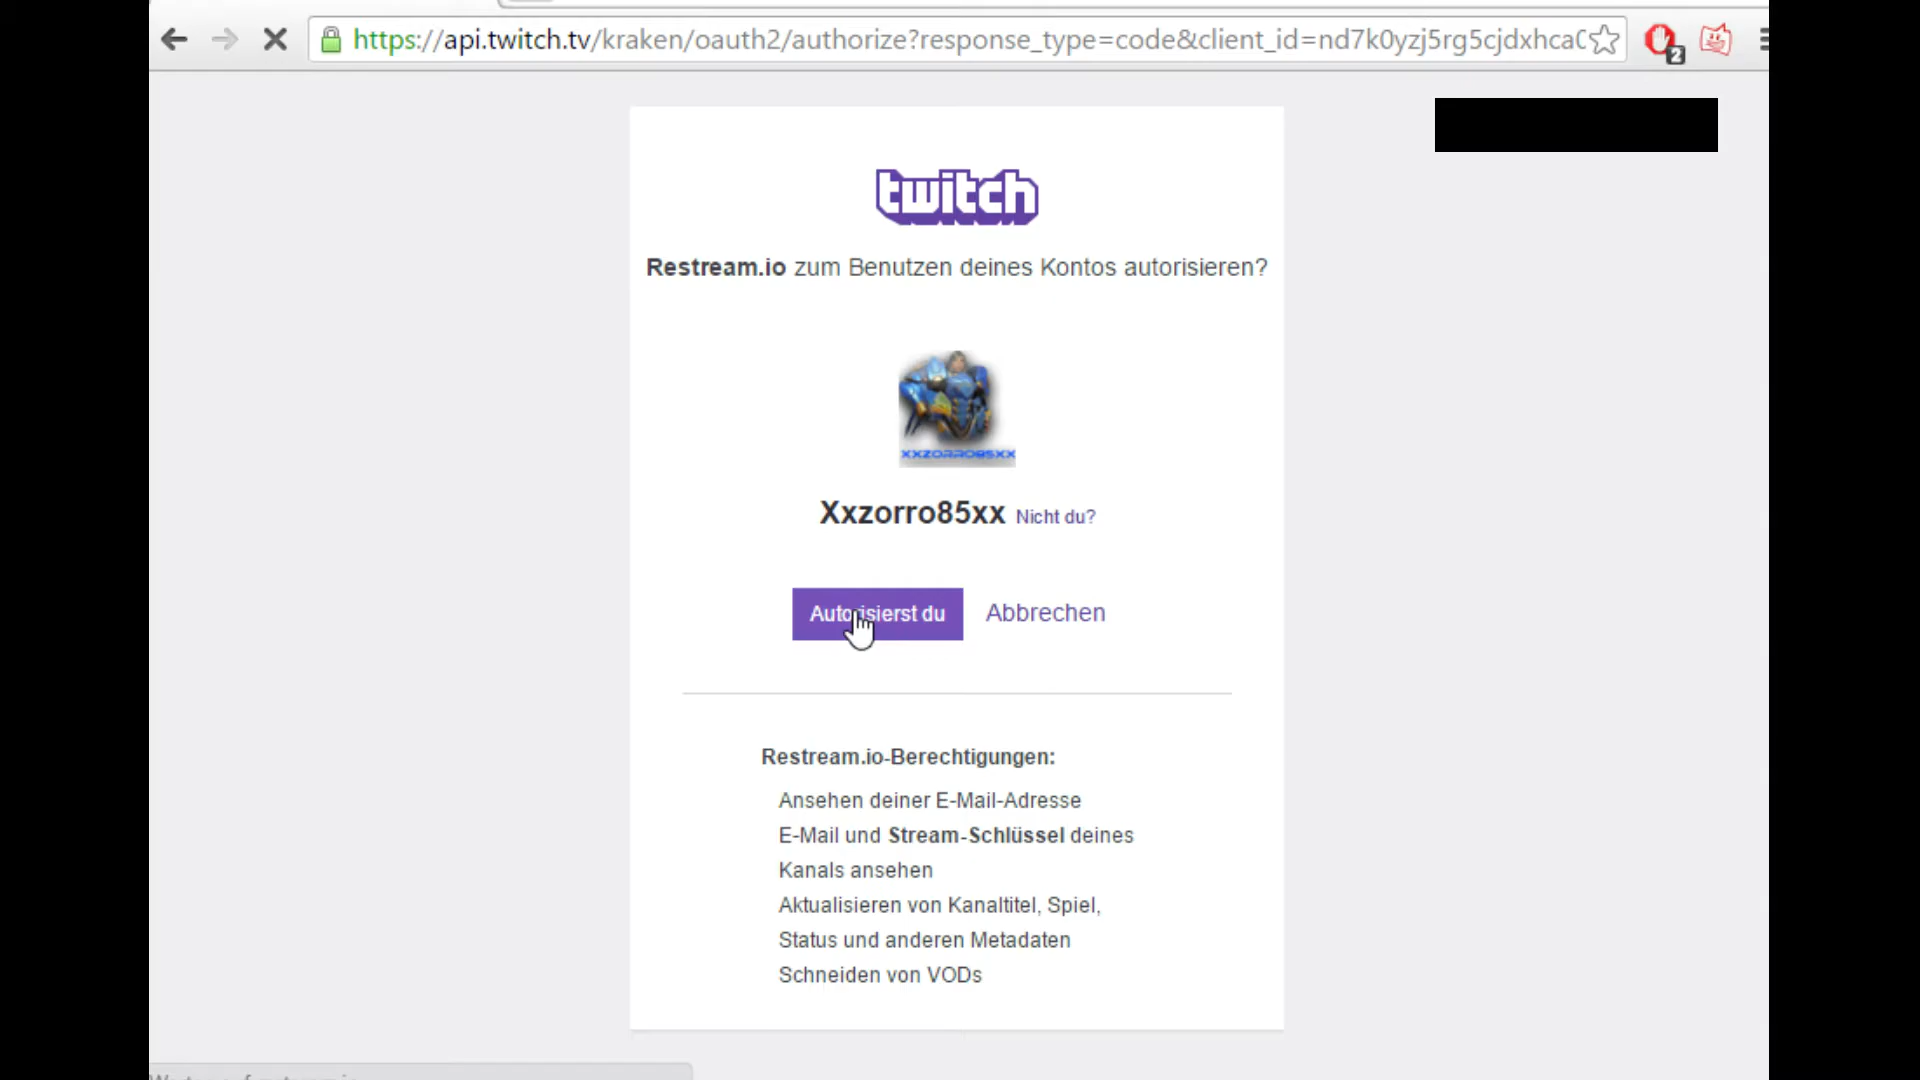 https://api.twitch.tv/kraken/oauth2/authorize?response_type=code&client_id=nd7k0yzj5rg5cjdxhca
2
twitch
Restream.io zum Benutzen deines Kontos autorisieren?
XXZORRO85XX
Xxzorro85xx Nicht du?
Autorisierst du Abbrechen
Restream.io-Berechtigungen:
Ansehen deiner E-Mail-Adresse
E-Mail und Stream-Schlüssel deines
Kanals ansehen
Aktualisieren von Kanaltitel, Spiel,
Status und anderen Metadaten
Schneiden von VODs